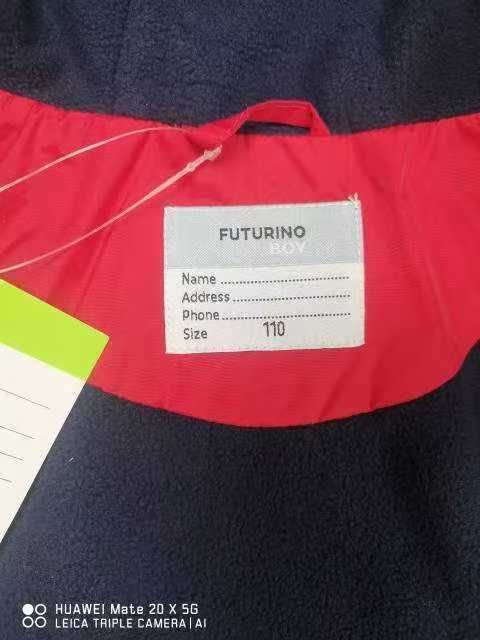 FUTURINO
BOY
Name ................................
Address ............................
Phone ................................
Size 110
HUAWEI Mate 20 X 5G
LEICA TRIPLE CAMERA | AI